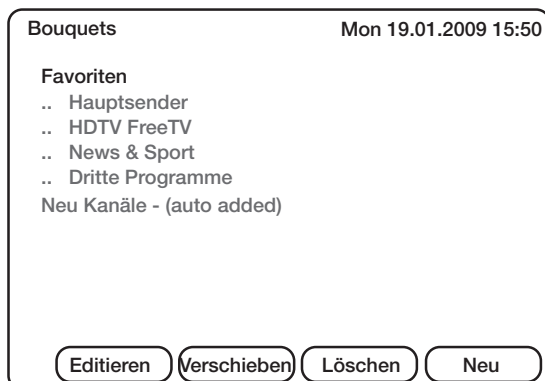 Bouquets Mon 19.01.2009 15:50
Favoriten
.. Hauptsender
.. HDTV FreeTV
.. News & Sport
.. Dritte Programme
Neu Kanäle - (auto added)
Editieren Verschieben Löschen Neu